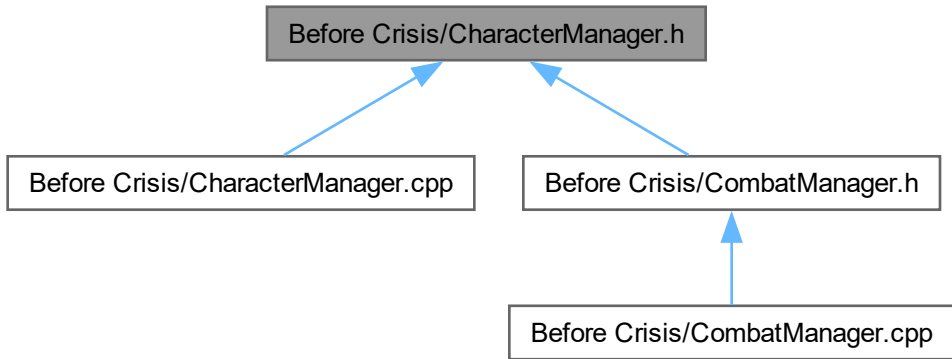 Before Crisis/CharacterManager.h
Before Crisis/CharacterManager.cpp
Before Crisis/CombatManager.h
Before Crisis/CombatManager.cpp